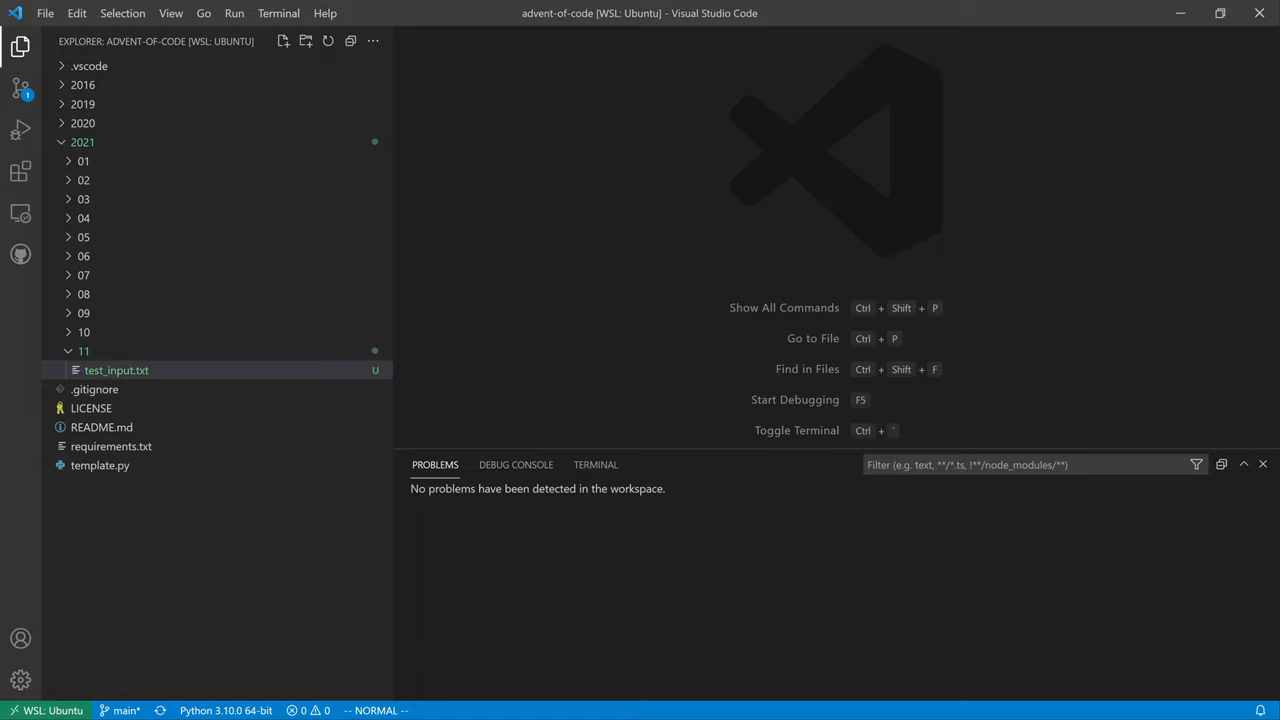 File Edit Selection View Go Run Terminal Help
advent-of-code [WSL: Ubuntu] - Visual Studio Code
EXPLORER: ADVENT-OF-CODE [WSL: UBUNTU]
.vscode
2016
2019
2020
2021
01
02
03
04
05
06
07
08
09
10
11
test_input.txt U
.gitignore
LICENSE
README.md
requirements.txt
template.py
1
Show All Commands Ctrl + Shift + P
Go to File Ctrl + P
Find in Files Ctrl + Shift + F
Start Debugging F5
Toggle Terminal Ctrl + `
PROBLEMS DEBUG CONSOLE TERMINAL
Filter (e.g. text, **/*.ts, !**/node_modules/**)
No problems have been detected in the workspace.
WSL: Ubuntu main* Python 3.10.0 64-bit 0 0 -- NORMAL --